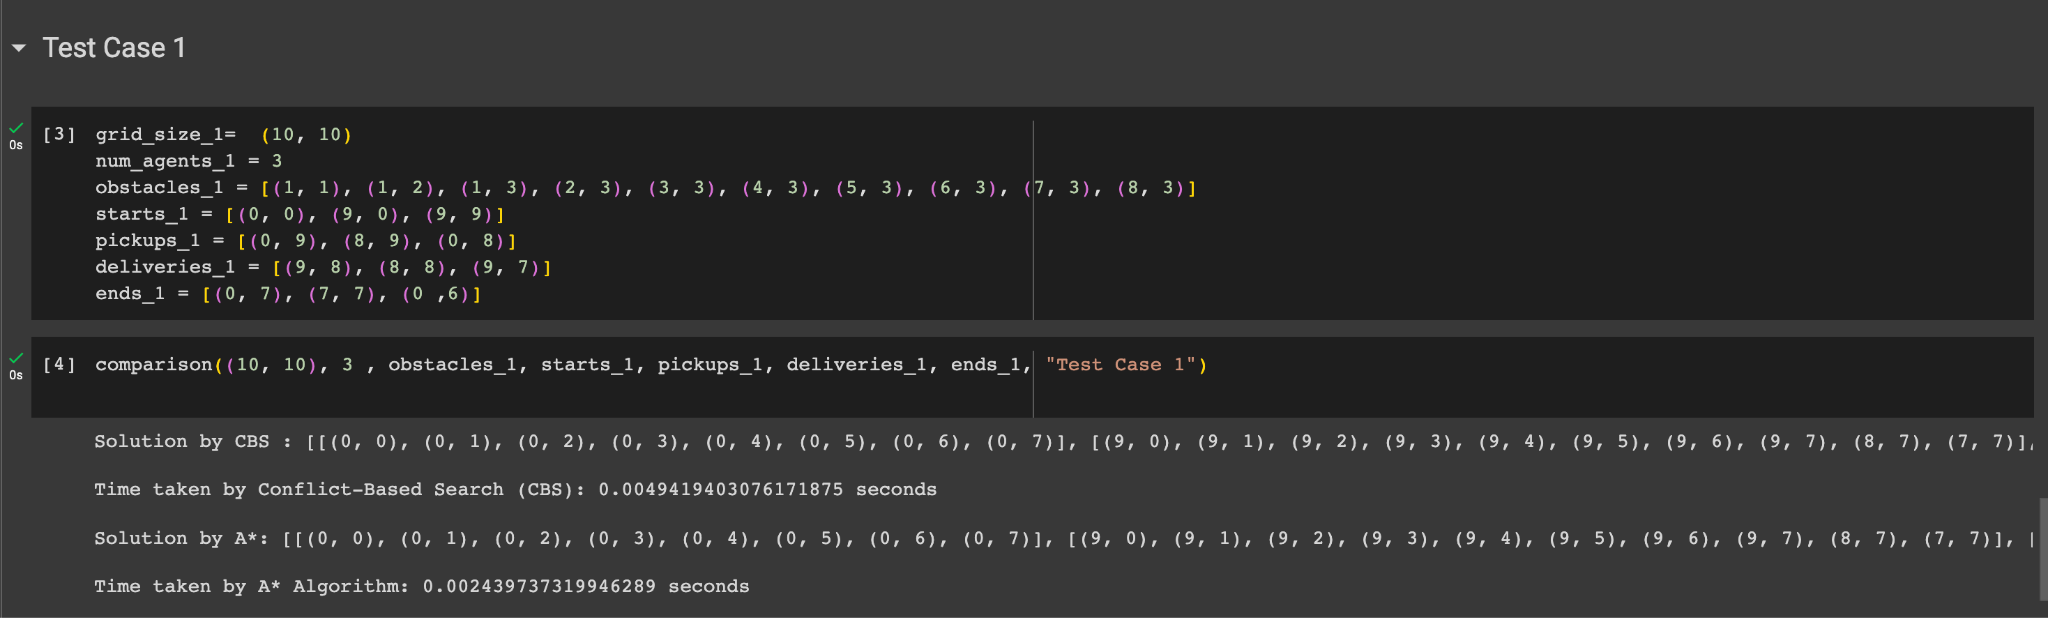 Test Case 1
0s
[3] grid_size_1=  (10, 10)
num_agents_1 = 3
obstacles_1 = [(1, 1), (1, 2), (1, 3), (2, 3), (3, 3), (4, 3), (5, 3), (6, 3), (7, 3), (8, 3)]
starts_1 = [(0, 0), (9, 0), (9, 9)]
pickups_1 = [(0, 9), (8, 9), (0, 8)]
deliveries_1 = [(9, 8), (8, 8), (9, 7)]
ends_1 = [(0, 7), (7, 7), (0 ,6)]
0s
[4] comparison((10, 10), 3 , obstacles_1, starts_1, pickups_1, deliveries_1, ends_1, "Test Case 1")
Solution by CBS : [[(0, 0), (0, 1), (0, 2), (0, 3), (0, 4), (0, 5), (0, 6), (0, 7)], [(9, 0), (9, 1), (9, 2), (9, 3), (9, 4), (9, 5), (9, 6), (9, 7), (8, 7), (7, 7)],
Time taken by Conflict-Based Search (CBS): 0.0049419403076171875 seconds
Solution by A*: [[(0, 0), (0, 1), (0, 2), (0, 3), (0, 4), (0, 5), (0, 6), (0, 7)], [(9, 0), (9, 1), (9, 2), (9, 3), (9, 4), (9, 5), (9, 6), (9, 7), (8, 7), (7, 7)], [
Time taken by A* Algorithm: 0.002439737319946289 seconds